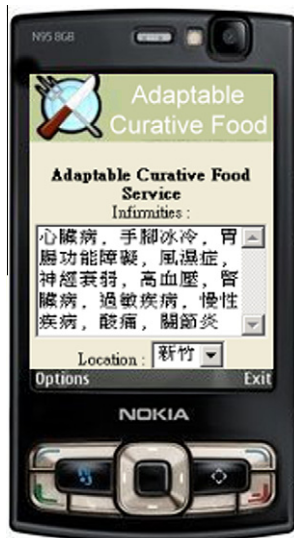 N95 8GB
Adaptable
Curative Food
Adaptable Curative Food
Service
Infirmities :
心臟病，手腳冰冷，胃
腸功能障礙，風濕症，
神經衰弱，高血壓，腎
臟病，過敏疾病，慢性
疾病，酸痛，關節炎
Location : 新竹
Options Exit
NOKIA